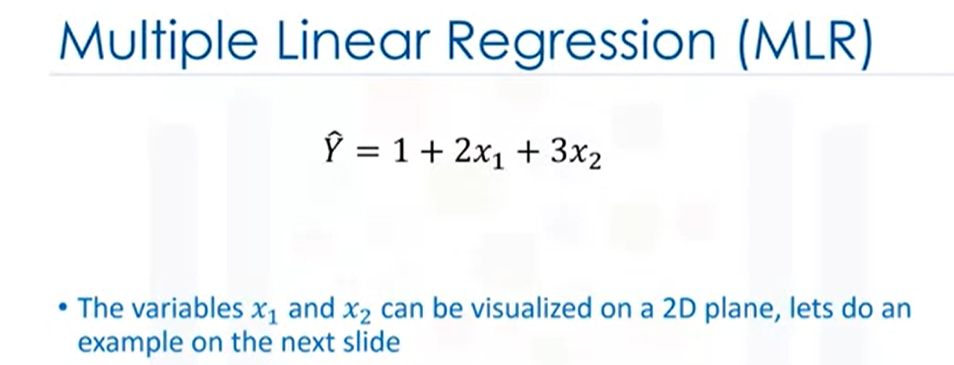 Multiple Linear Regression (MLR)
Ŷ = 1 + 2x₁ + 3x₂
• The variables x₁ and x₂ can be visualized on a 2D plane, lets do an
example on the next slide